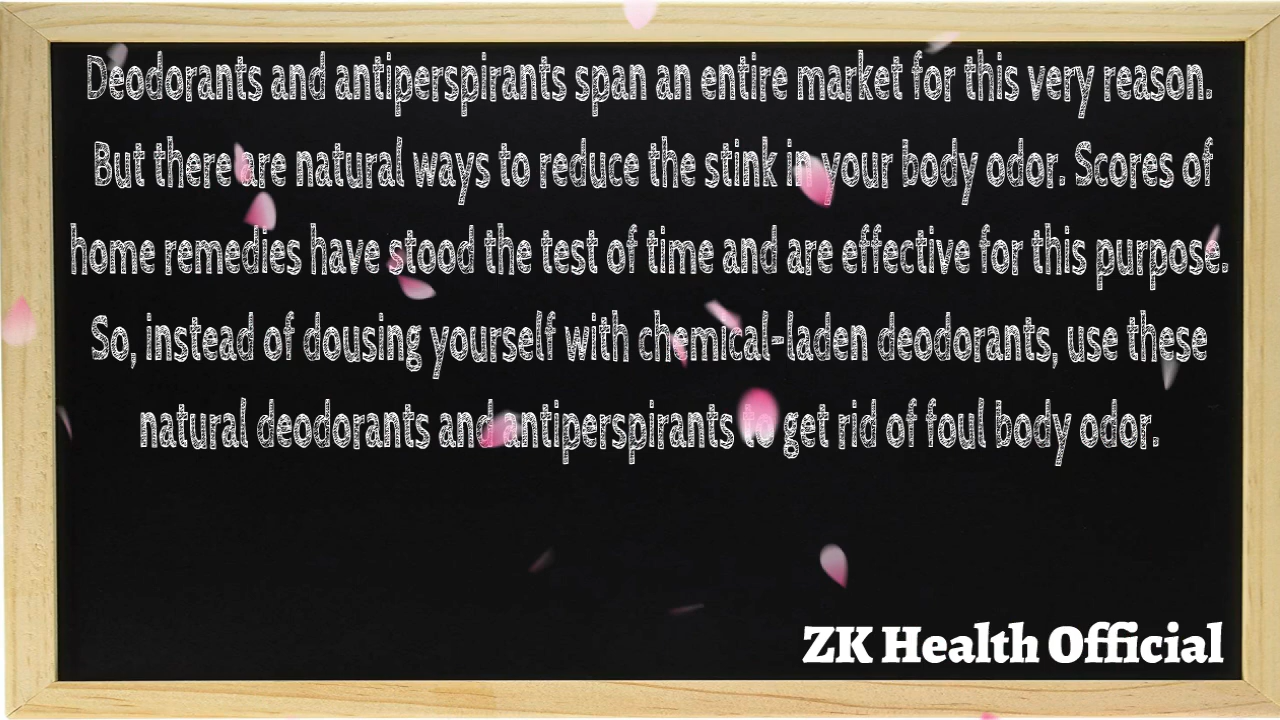 Deodorants and antiperspirants span an entire market for this very reason.
But there are natural ways to reduce the stink in your body odor. Scores of
home remedies have stood the test of time and are effective for this purpose.
So, instead of dousing yourself with chemical-laden deodorants, use these
natural deodorants and antiperspirants to get rid of foul body odor.
ZK Health Official